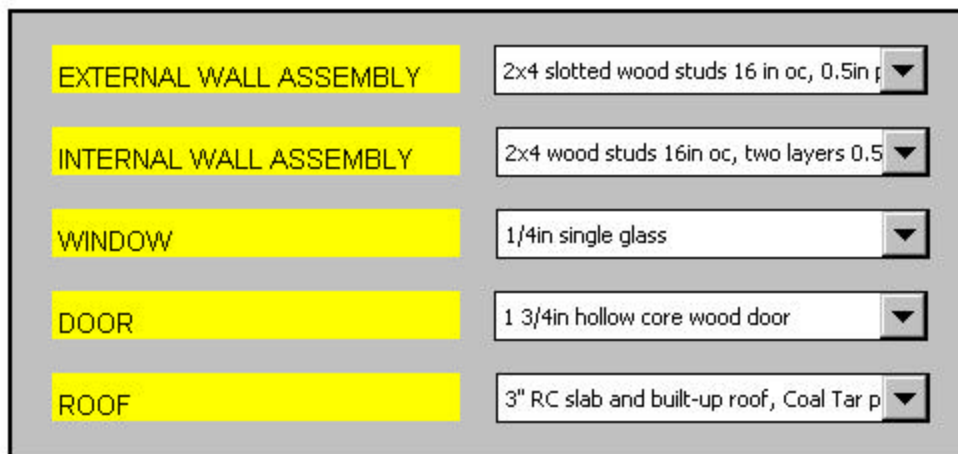 EXTERNAL WALL ASSEMBLY 2x4 slotted wood studs 16 in oc, 0.5in
INTERNAL WALL ASSEMBLY 2x4 wood studs 16in oc, two layers 0.5
WINDOW 1/4in single glass
DOOR 1 3/4in hollow core wood door
ROOF 3" RC slab and built-up roof, Coal Tar p